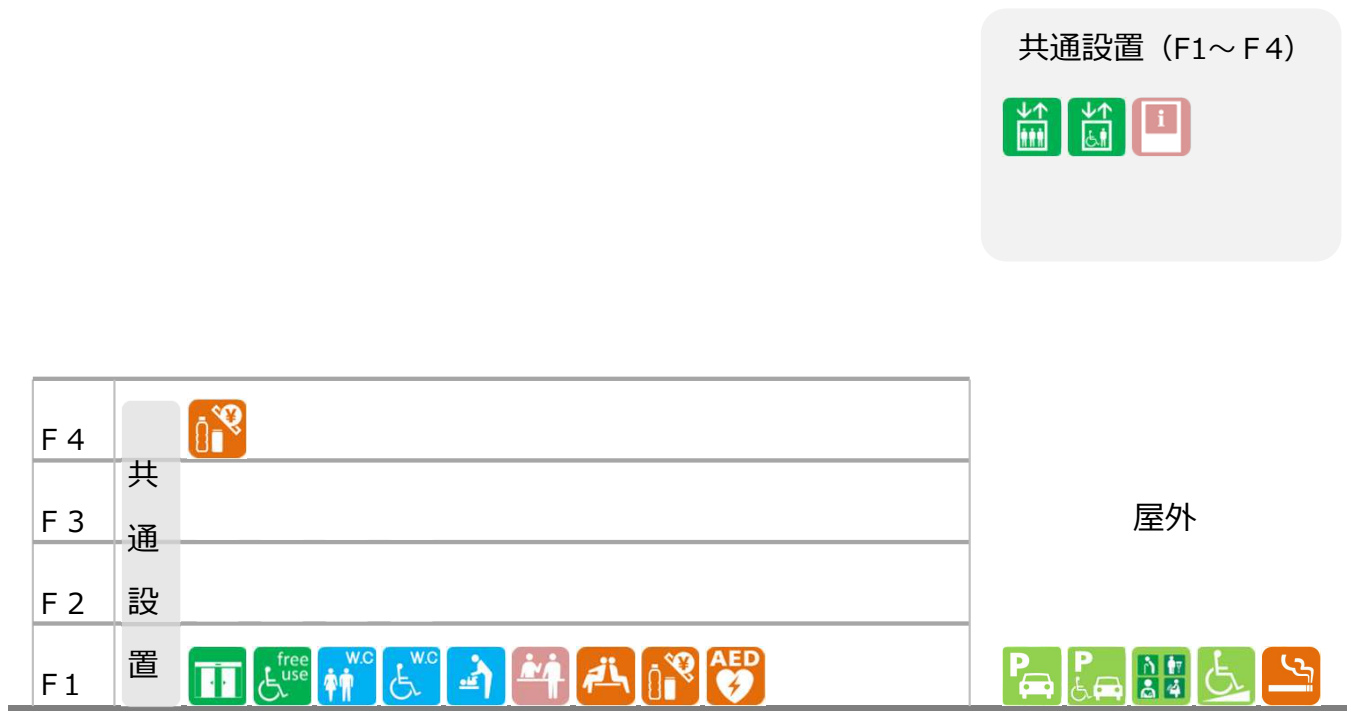 共通設置（F1～Ｆ4）
i
Ｆ４
¥
Ｆ３
Ｆ２
Ｆ１
共
通
設
置
free
use
W.C
W.C
¥
AED
屋外
P
P